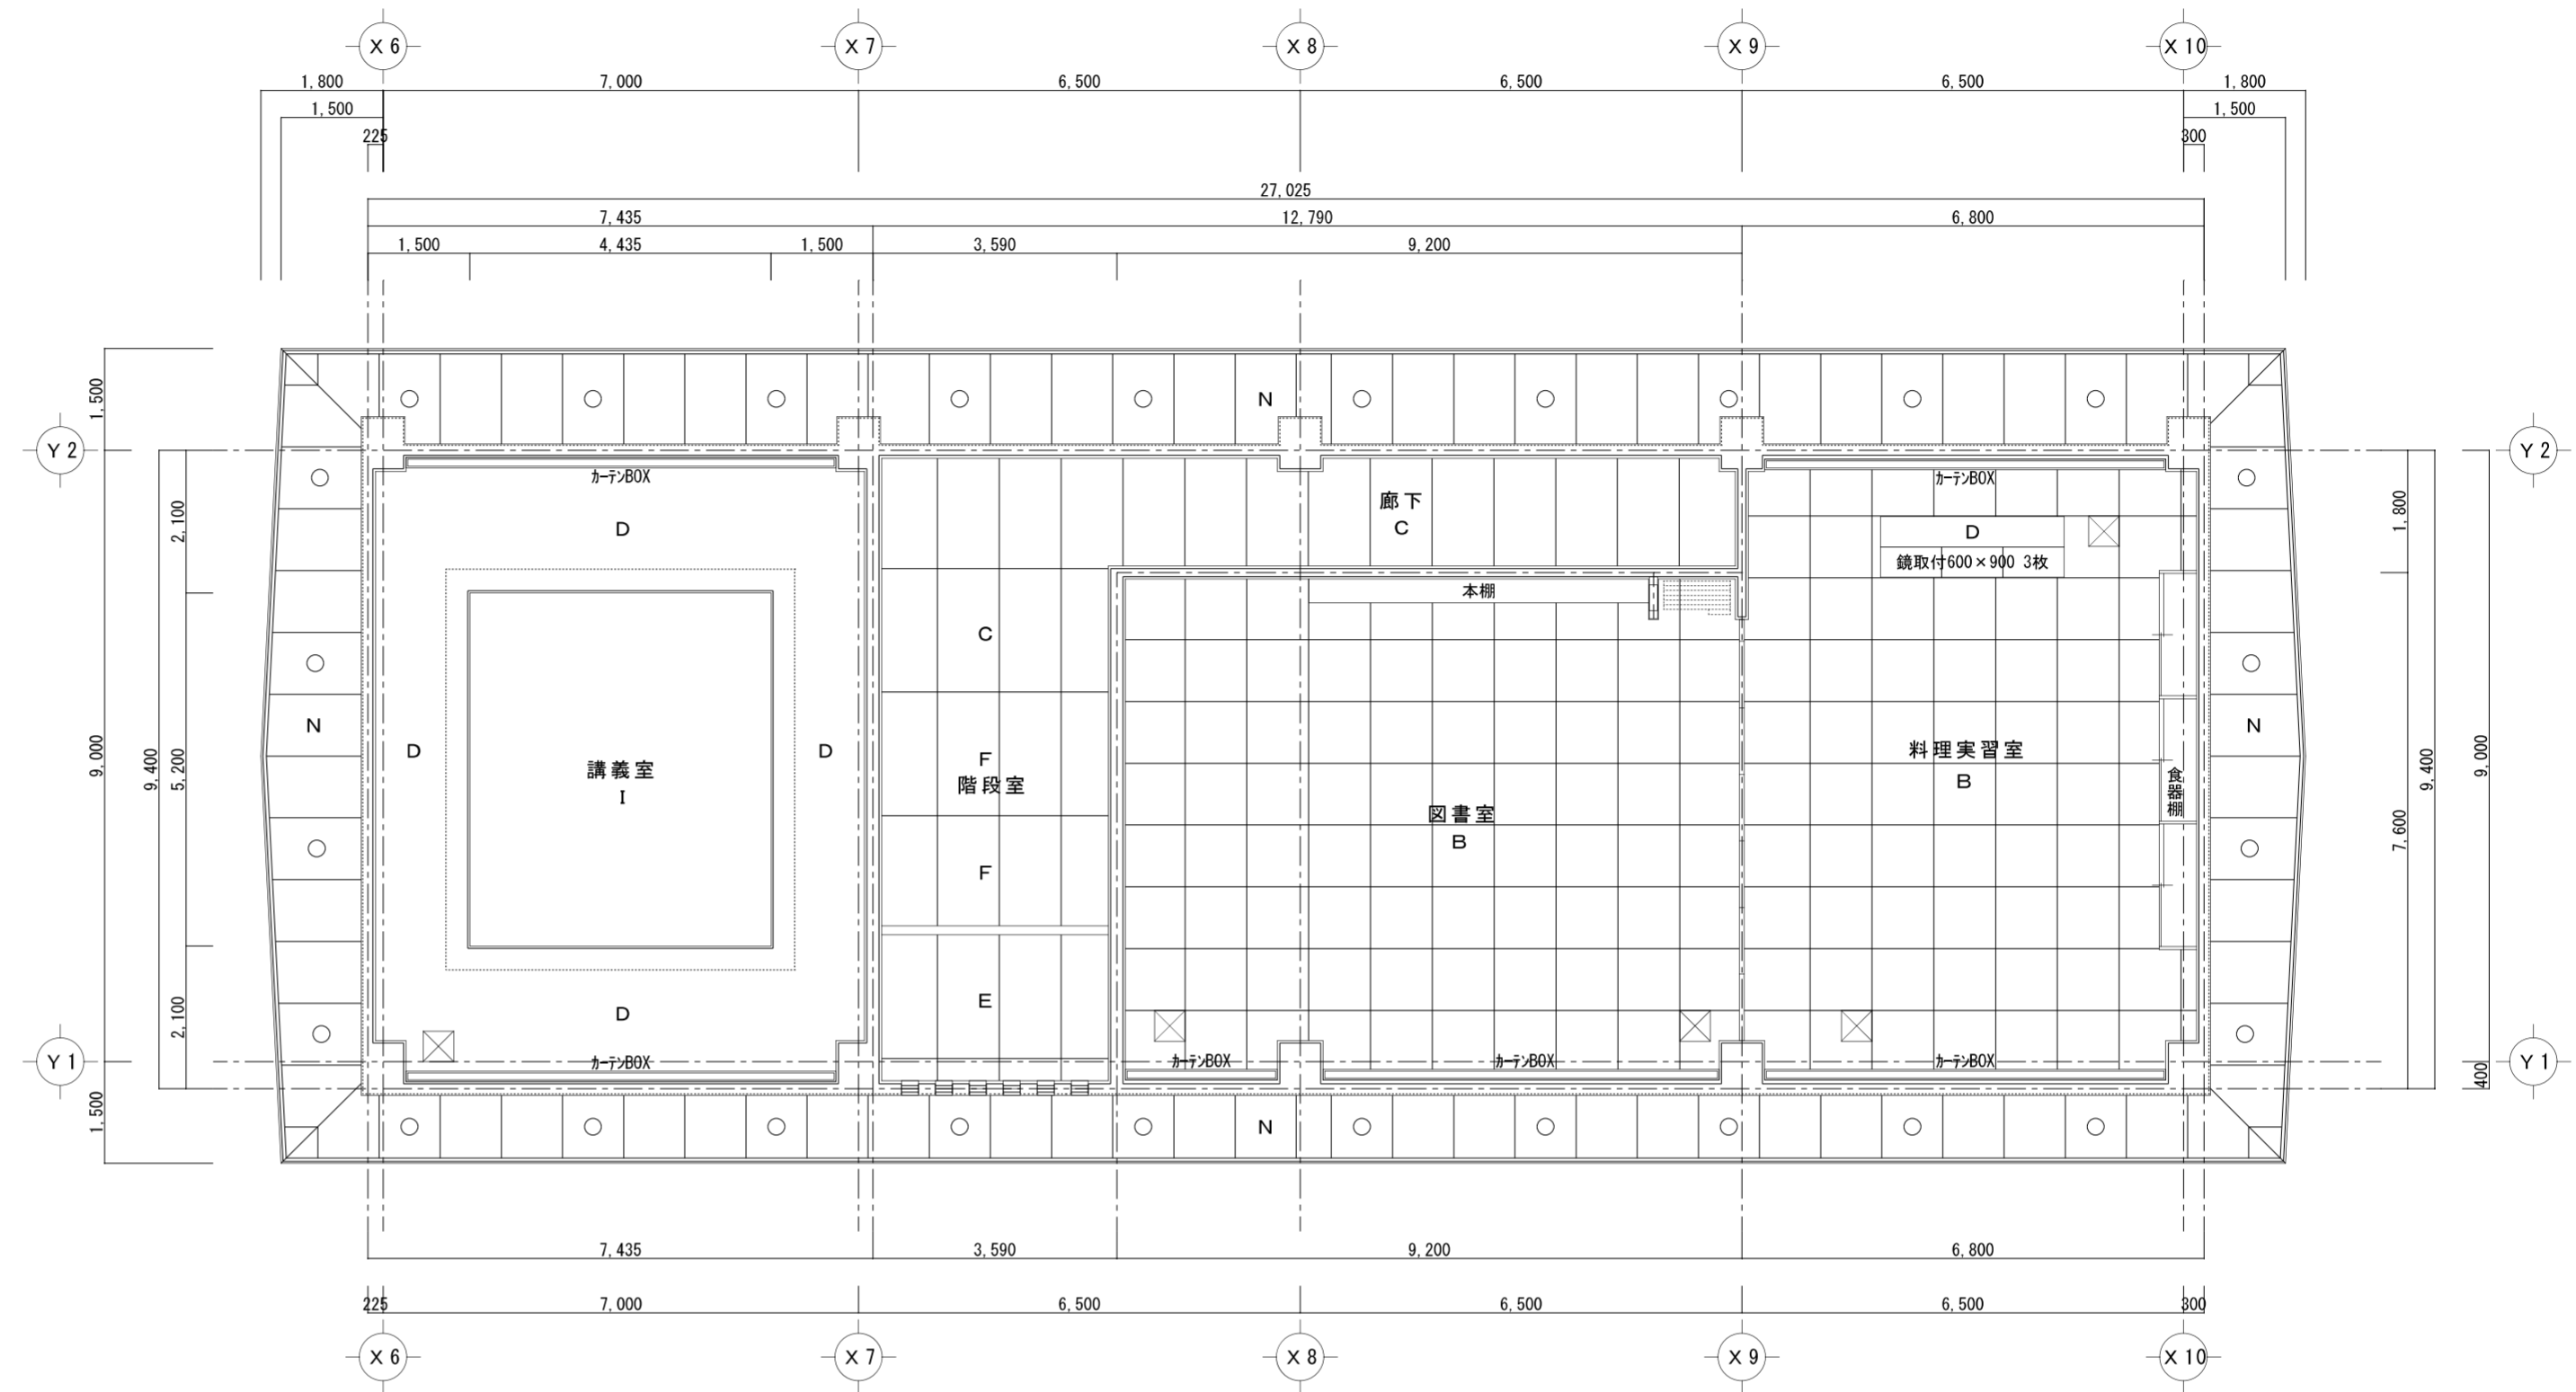 X 6 X 7 X 8 X 9 X 10
1,800 7,000 6,500 6,500 6,500 1,800
1,500 1,500
225 300
27,025
7,435 12,790 6,800
1,500 4,435 1,500 3,590 9,200
1,500 N
Y 2 Y 2
カーテンBOX カーテンBOX
廊下
C
2,100 D 1,800
D
鏡取付600×900 3枚
本棚
C
N N
D D
9,000 9,400 5,200 9,400 9,000
講義室
I
F
階段室
料理実習室
B
食器棚
図書室
B
7,600
F
E
2,100 D
カーテンBOX カーテンBOX カーテンBOX カーテンBOX
Y 1 Y 1
400
1,500 N
7,435 3,590 9,200 6,800
225 7,000 6,500 6,500 6,500 300
X 6 X 7 X 8 X 9 X 10